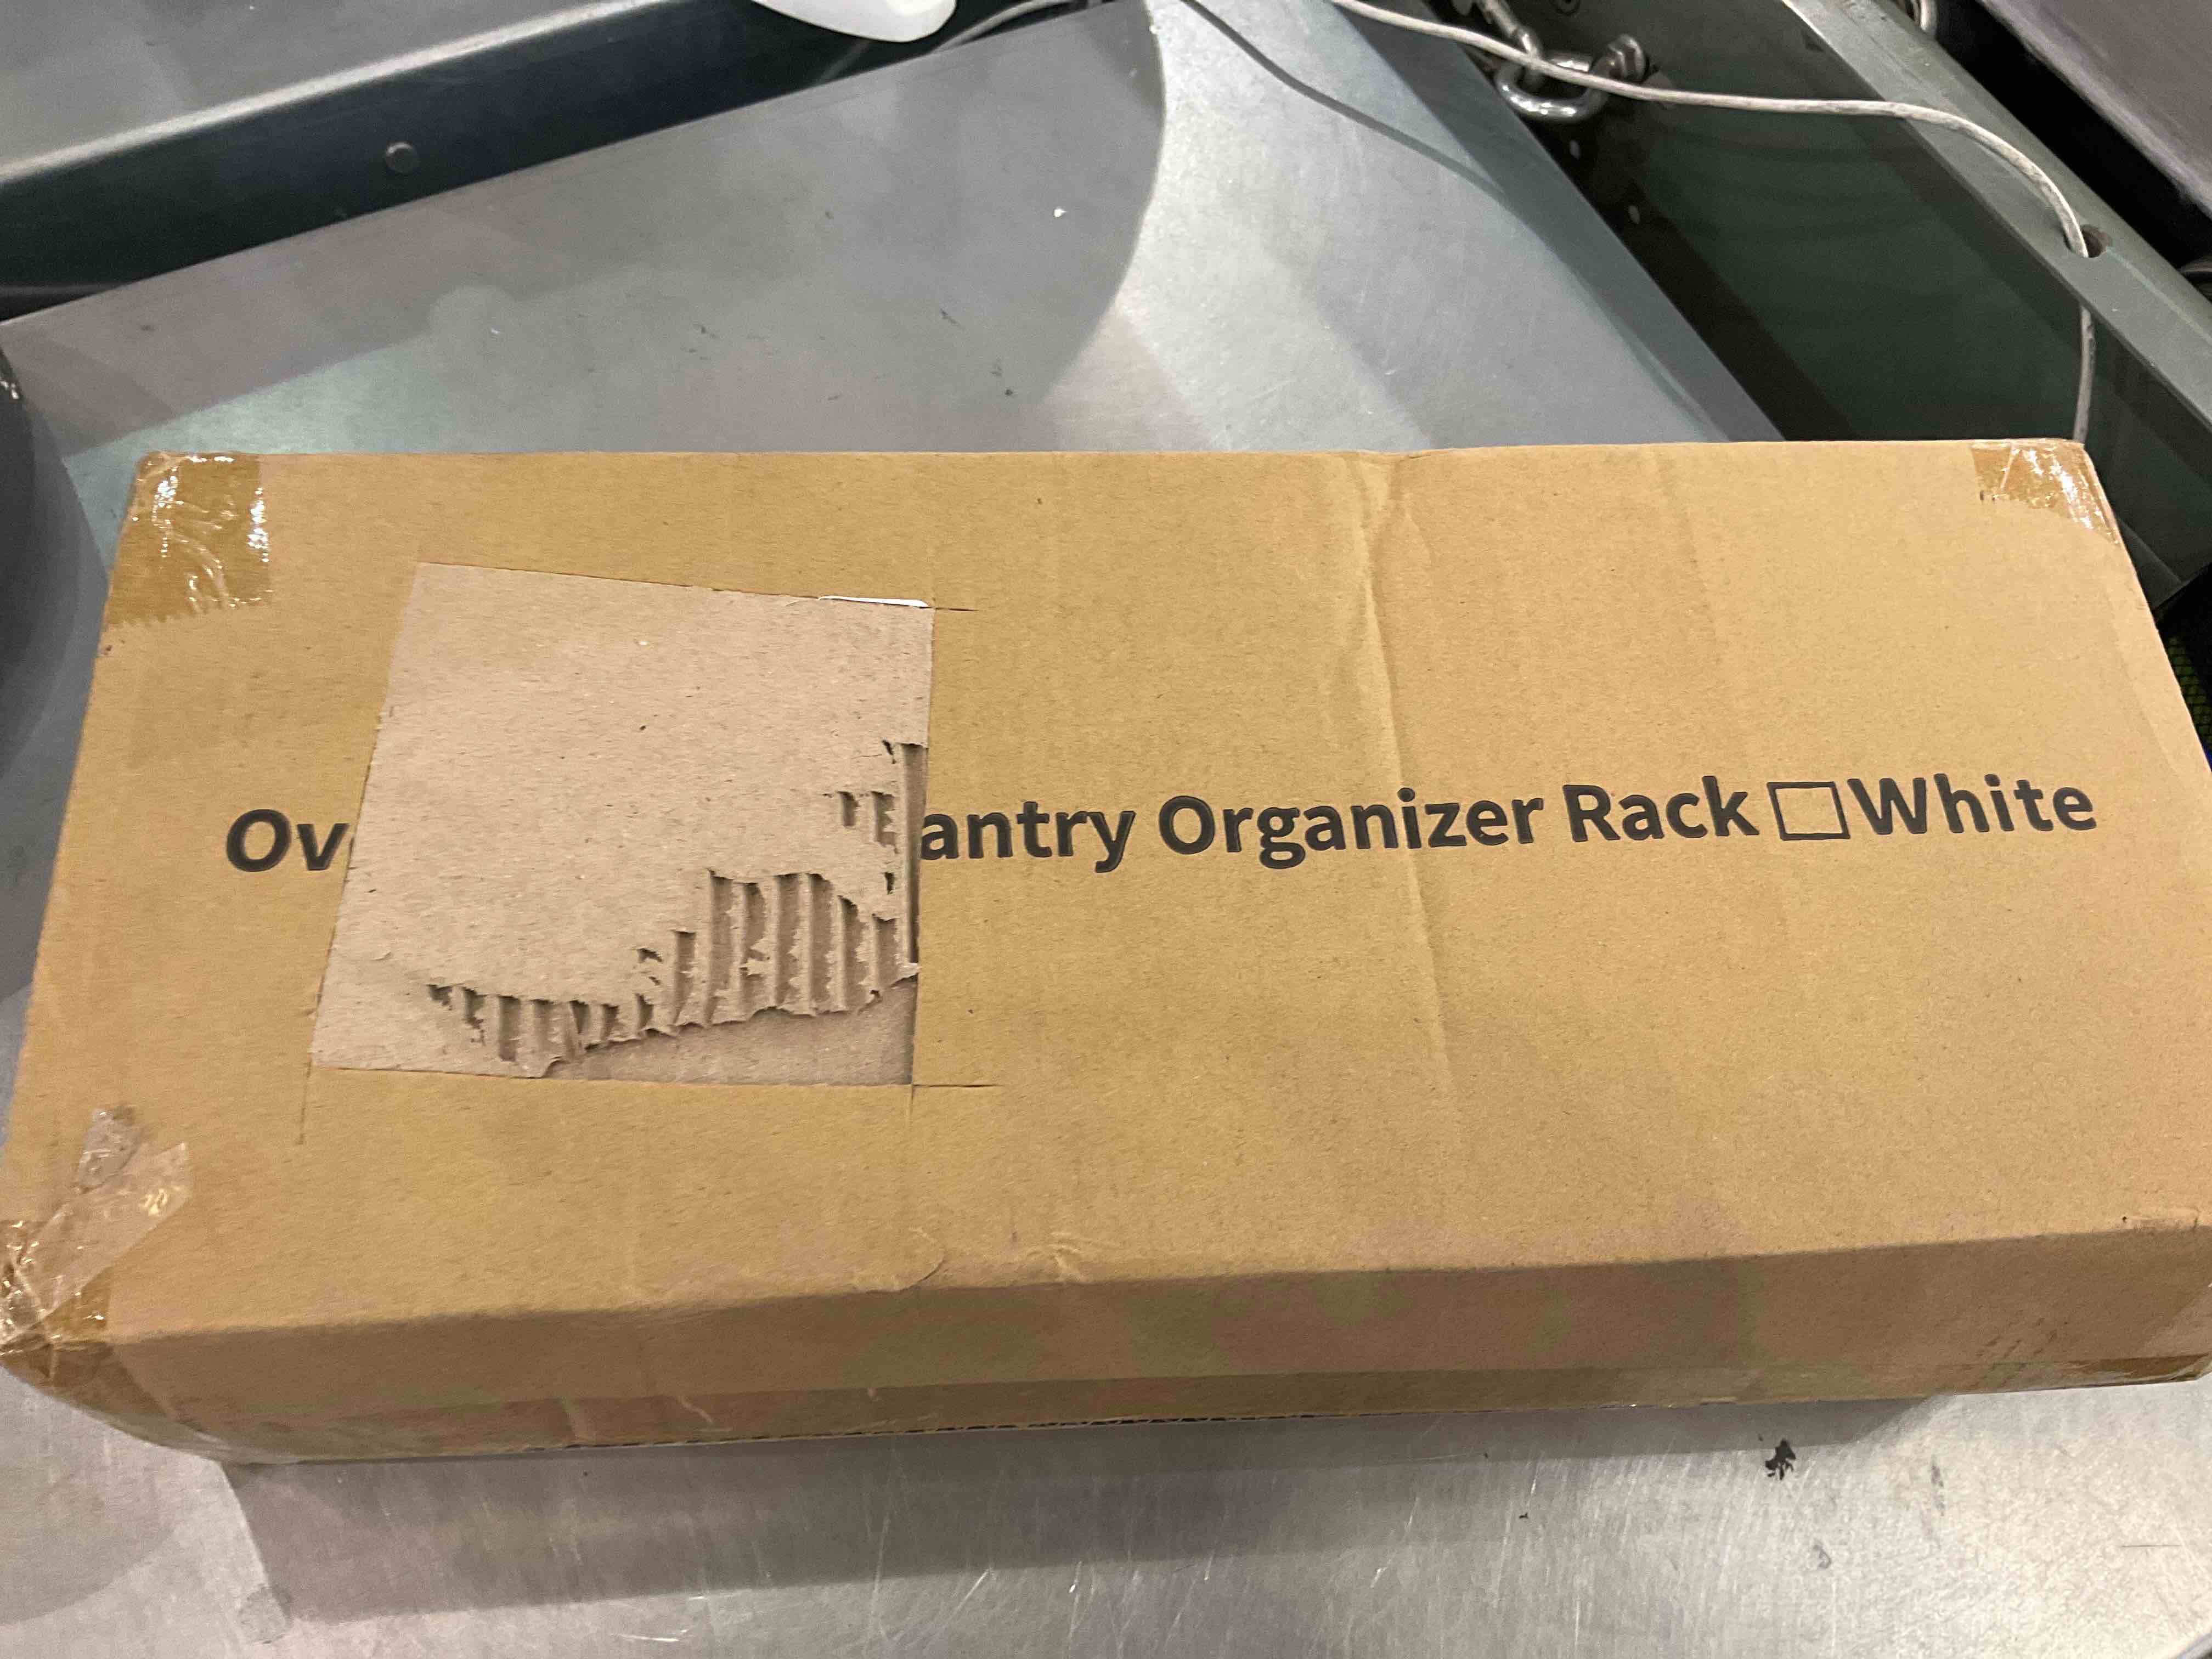 Ov antry Organizer Rack □White